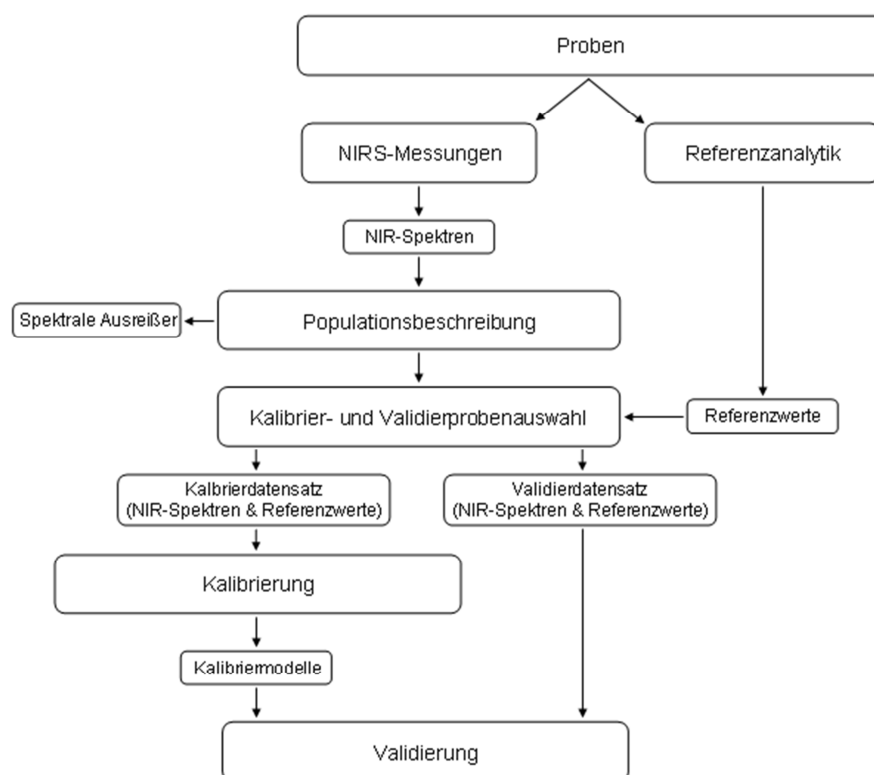 Proben
NIRS-Messungen
Referenzanalytik
NIR-Spektren
Spektrale Ausreißer
Populationsbeschreibung
Kalibrier- und Validierprobenauswahl
Referenzwerte
Kalbrierdatensatz
(NIR-Spektren & Referenzwerte)
Validierdatensatz
(NIR-Spektren & Referenzwerte)
Kalibrierung
Kalibriermodelle
Validierung